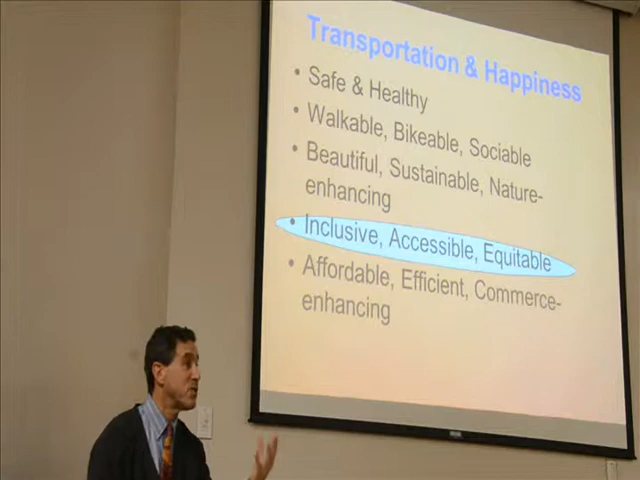 Transportation & Happiness
• Safe & Healthy
• Walkable, Bikeable, Sociable
• Beautiful, Sustainable, Nature-
enhancing
• Inclusive, Accessible, Equitable
• Affordable, Efficient, Commerce-
enhancing